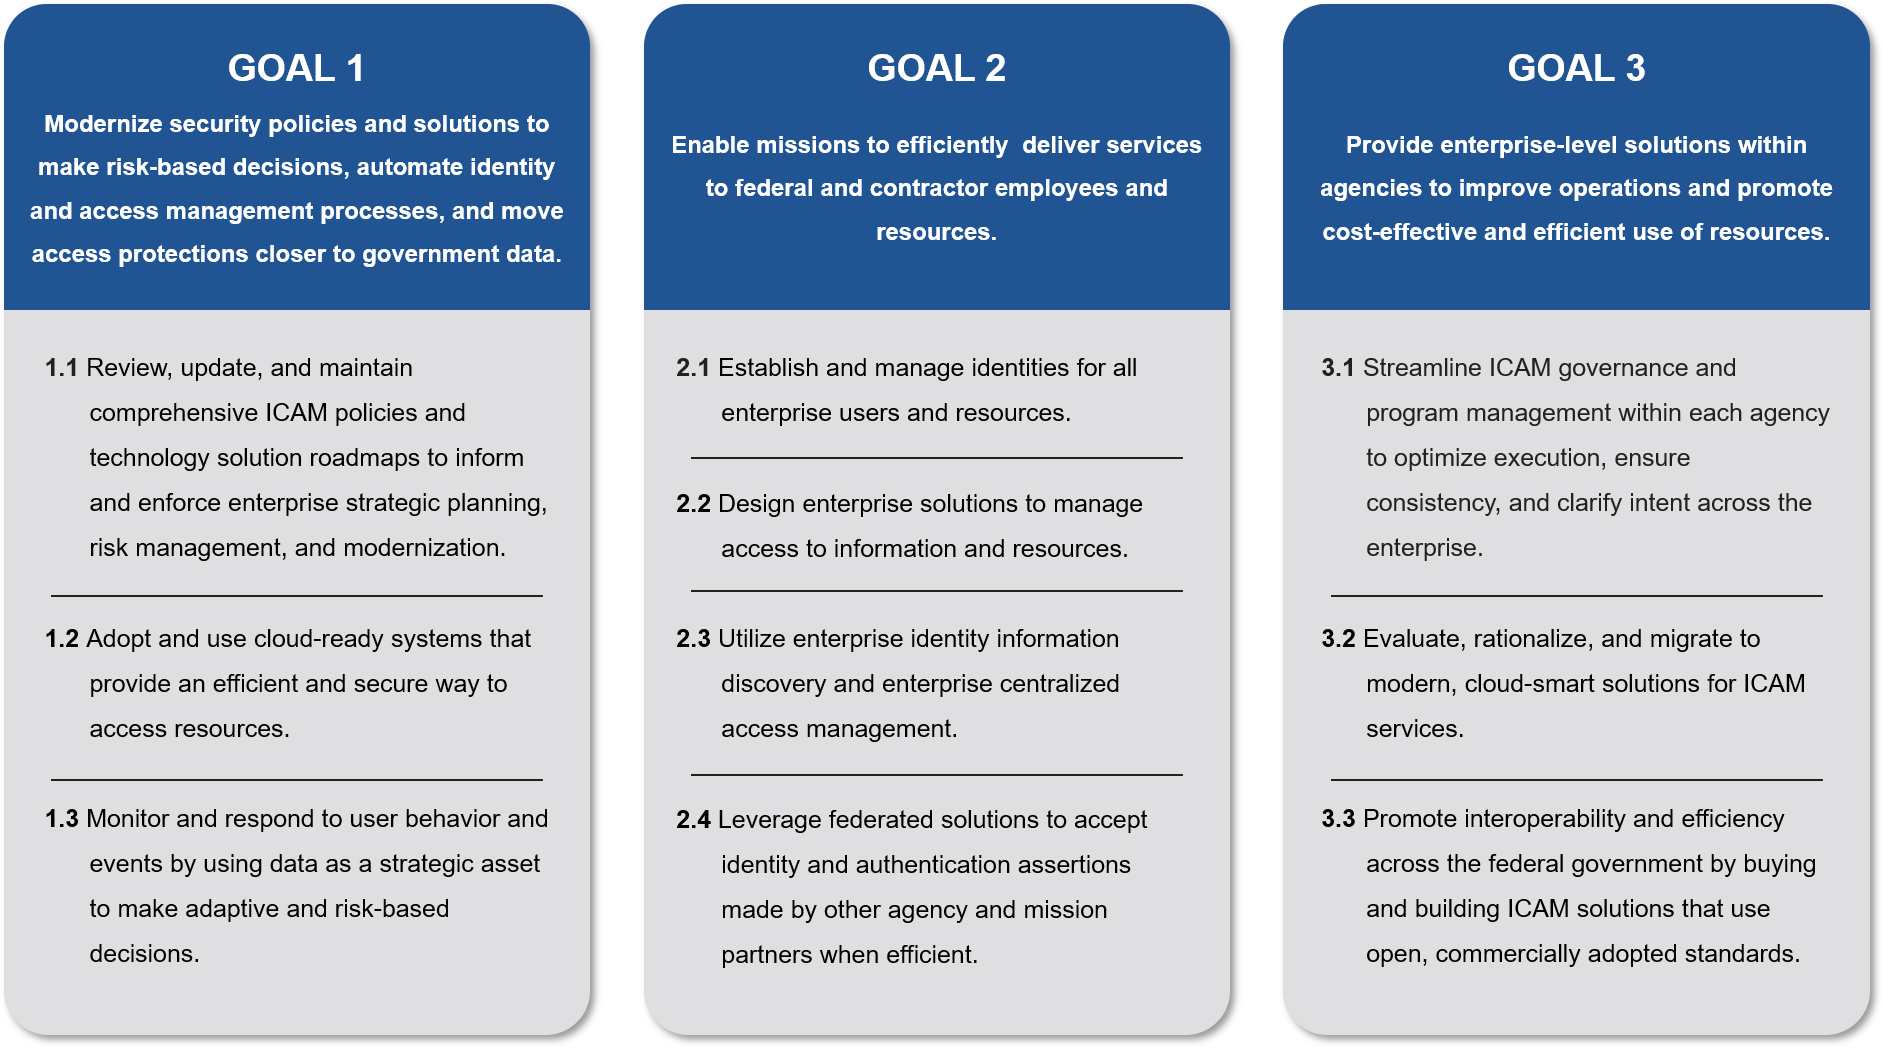 GOAL 1
Modernize security policies and solutions to
make risk-based decisions, automate identity
and access management processes, and move
access protections closer to government data.
1.1 Review, update, and maintain
comprehensive ICAM policies and
technology solution roadmaps to inform
and enforce enterprise strategic planning,
risk management, and modernization.
1.2 Adopt and use cloud-ready systems that
provide an efficient and secure way to
access resources.
1.3 Monitor and respond to user behavior and
events by using data as a strategic asset
to make adaptive and risk-based
decisions.
GOAL 2
Enable missions to efficiently deliver services
to federal and contractor employees and
resources.
2.1 Establish and manage identities for all
enterprise users and resources.
2.2 Design enterprise solutions to manage
access to information and resources.
2.3 Utilize enterprise identity information
discovery and enterprise centralized
access management.
2.4 Leverage federated solutions to accept
identity and authentication assertions
made by other agency and mission
partners when efficient.
GOAL 3
Provide enterprise-level solutions within
agencies to improve operations and promote
cost-effective and efficient use of resources.
3.1 Streamline ICAM governance and
program management within each agency
to optimize execution, ensure
consistency, and clarify intent across the
enterprise.
3.2 Evaluate, rationalize, and migrate to
modern, cloud-smart solutions for ICAM
services.
3.3 Promote interoperability and efficiency
across the federal government by buying
and building ICAM solutions that use
open, commercially adopted standards.